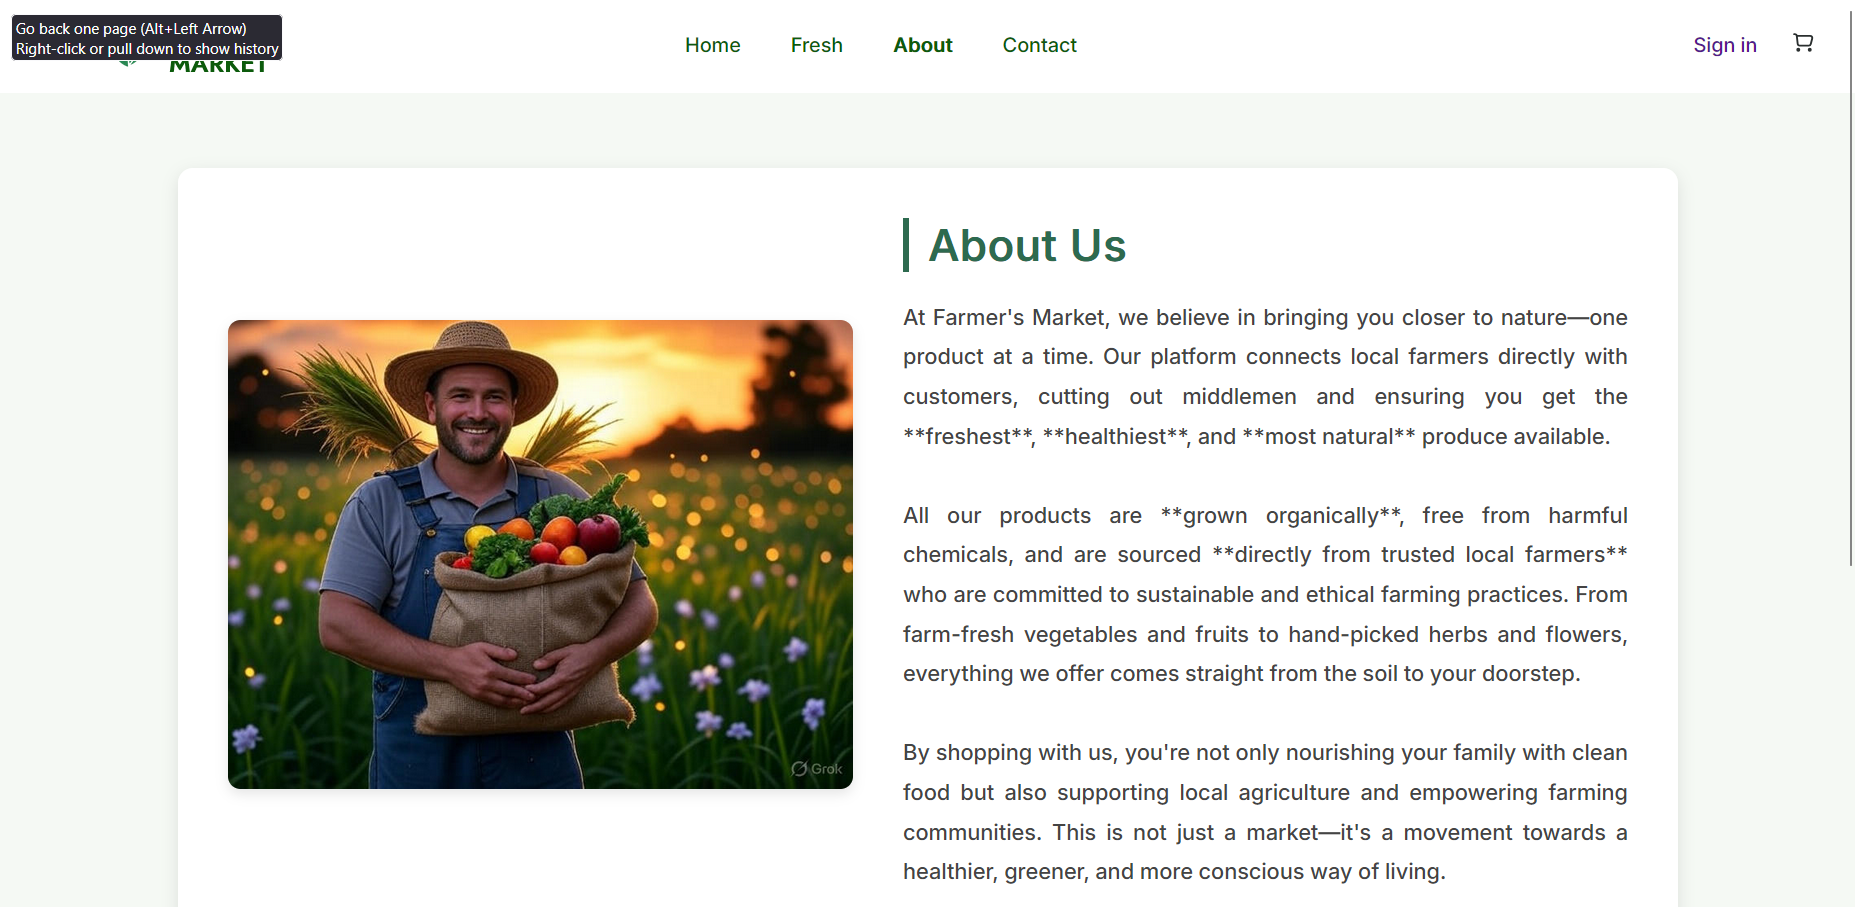 Go back one page (Alt+Left Arrow)
Right-click or pull down to show history
MARKET
Home
Fresh
About
Contact
Sign in
About Us
At Farmer's Market, we believe in bringing you closer to nature—one
product at a time. Our platform connects local farmers directly with
customers, cutting out middlemen and ensuring you get the
**freshest**, **healthiest**, and **most natural** produce available.
All our products are **grown organically**, free from harmful
chemicals, and are sourced **directly from trusted local farmers**
who are committed to sustainable and ethical farming practices. From
farm-fresh vegetables and fruits to hand-picked herbs and flowers,
everything we offer comes straight from the soil to your doorstep.
By shopping with us, you're not only nourishing your family with clean
food but also supporting local agriculture and empowering farming
communities. This is not just a market—it's a movement towards a
healthier, greener, and more conscious way of living.
Grok